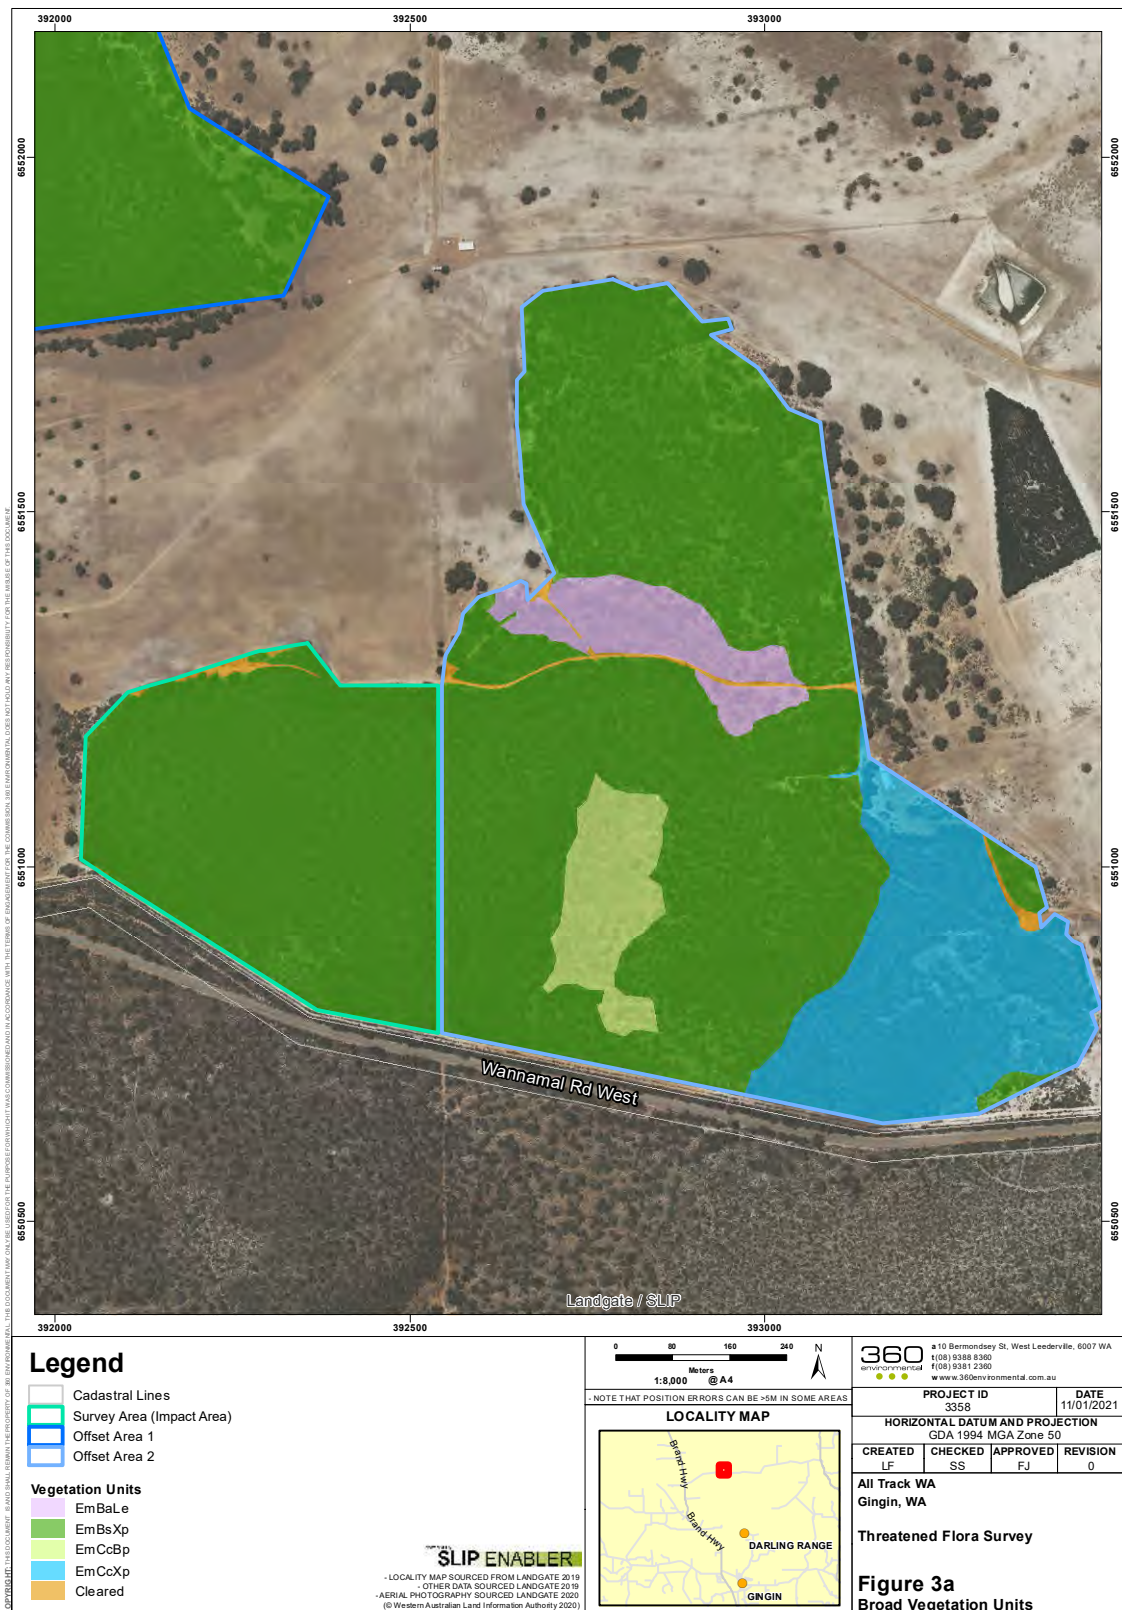 392000
392500
393000
6552000
6552000
6551500
6551500
6551000
6551000
6550500
6550500
Wannamal Rd West
Landgate / SLIP
392000
392500
393000
Legend
Cadastral Lines
Survey Area (Impact Area)
Offset Area 1
Offset Area 2
Vegetation Units
EmBaLe
EmBsXp
EmCcBp
EmCcXp
Cleared
SLIP ENABLER
- LOCALITY MAP SOURCED FROM LANDGATE 2019
- OTHER DATA SOURCED LANDGATE 2019
- AERIAL PHOTOGRAPHY SOURCED LANDGATE 2020
(© Western Australian Land Information Authority 2020)
0 80 160 240
Meters
1:8,000 @ A4
N
- NOTE THAT POSITION ERRORS CAN BE >5M IN SOME AREAS
LOCALITY MAP
Brand Hwy
Brand Hwy
DARLING RANGE
GINGIN
360
environmental
a 10 Bermondsey St, West Leederville, 6007 WA
t (08) 9388 8360
f (08) 9381 2360
w www.360environmental.com.au
PROJECT ID
3358
DATE
11/01/2021
HORIZONTAL DATUM AND PROJECTION
GDA 1994 MGA Zone 50
CREATED CHECKED APPROVED REVISION
LF SS FJ 0
All Track WA
Gingin, WA
Threatened Flora Survey
Figure 3a
Broad Vegetation Units